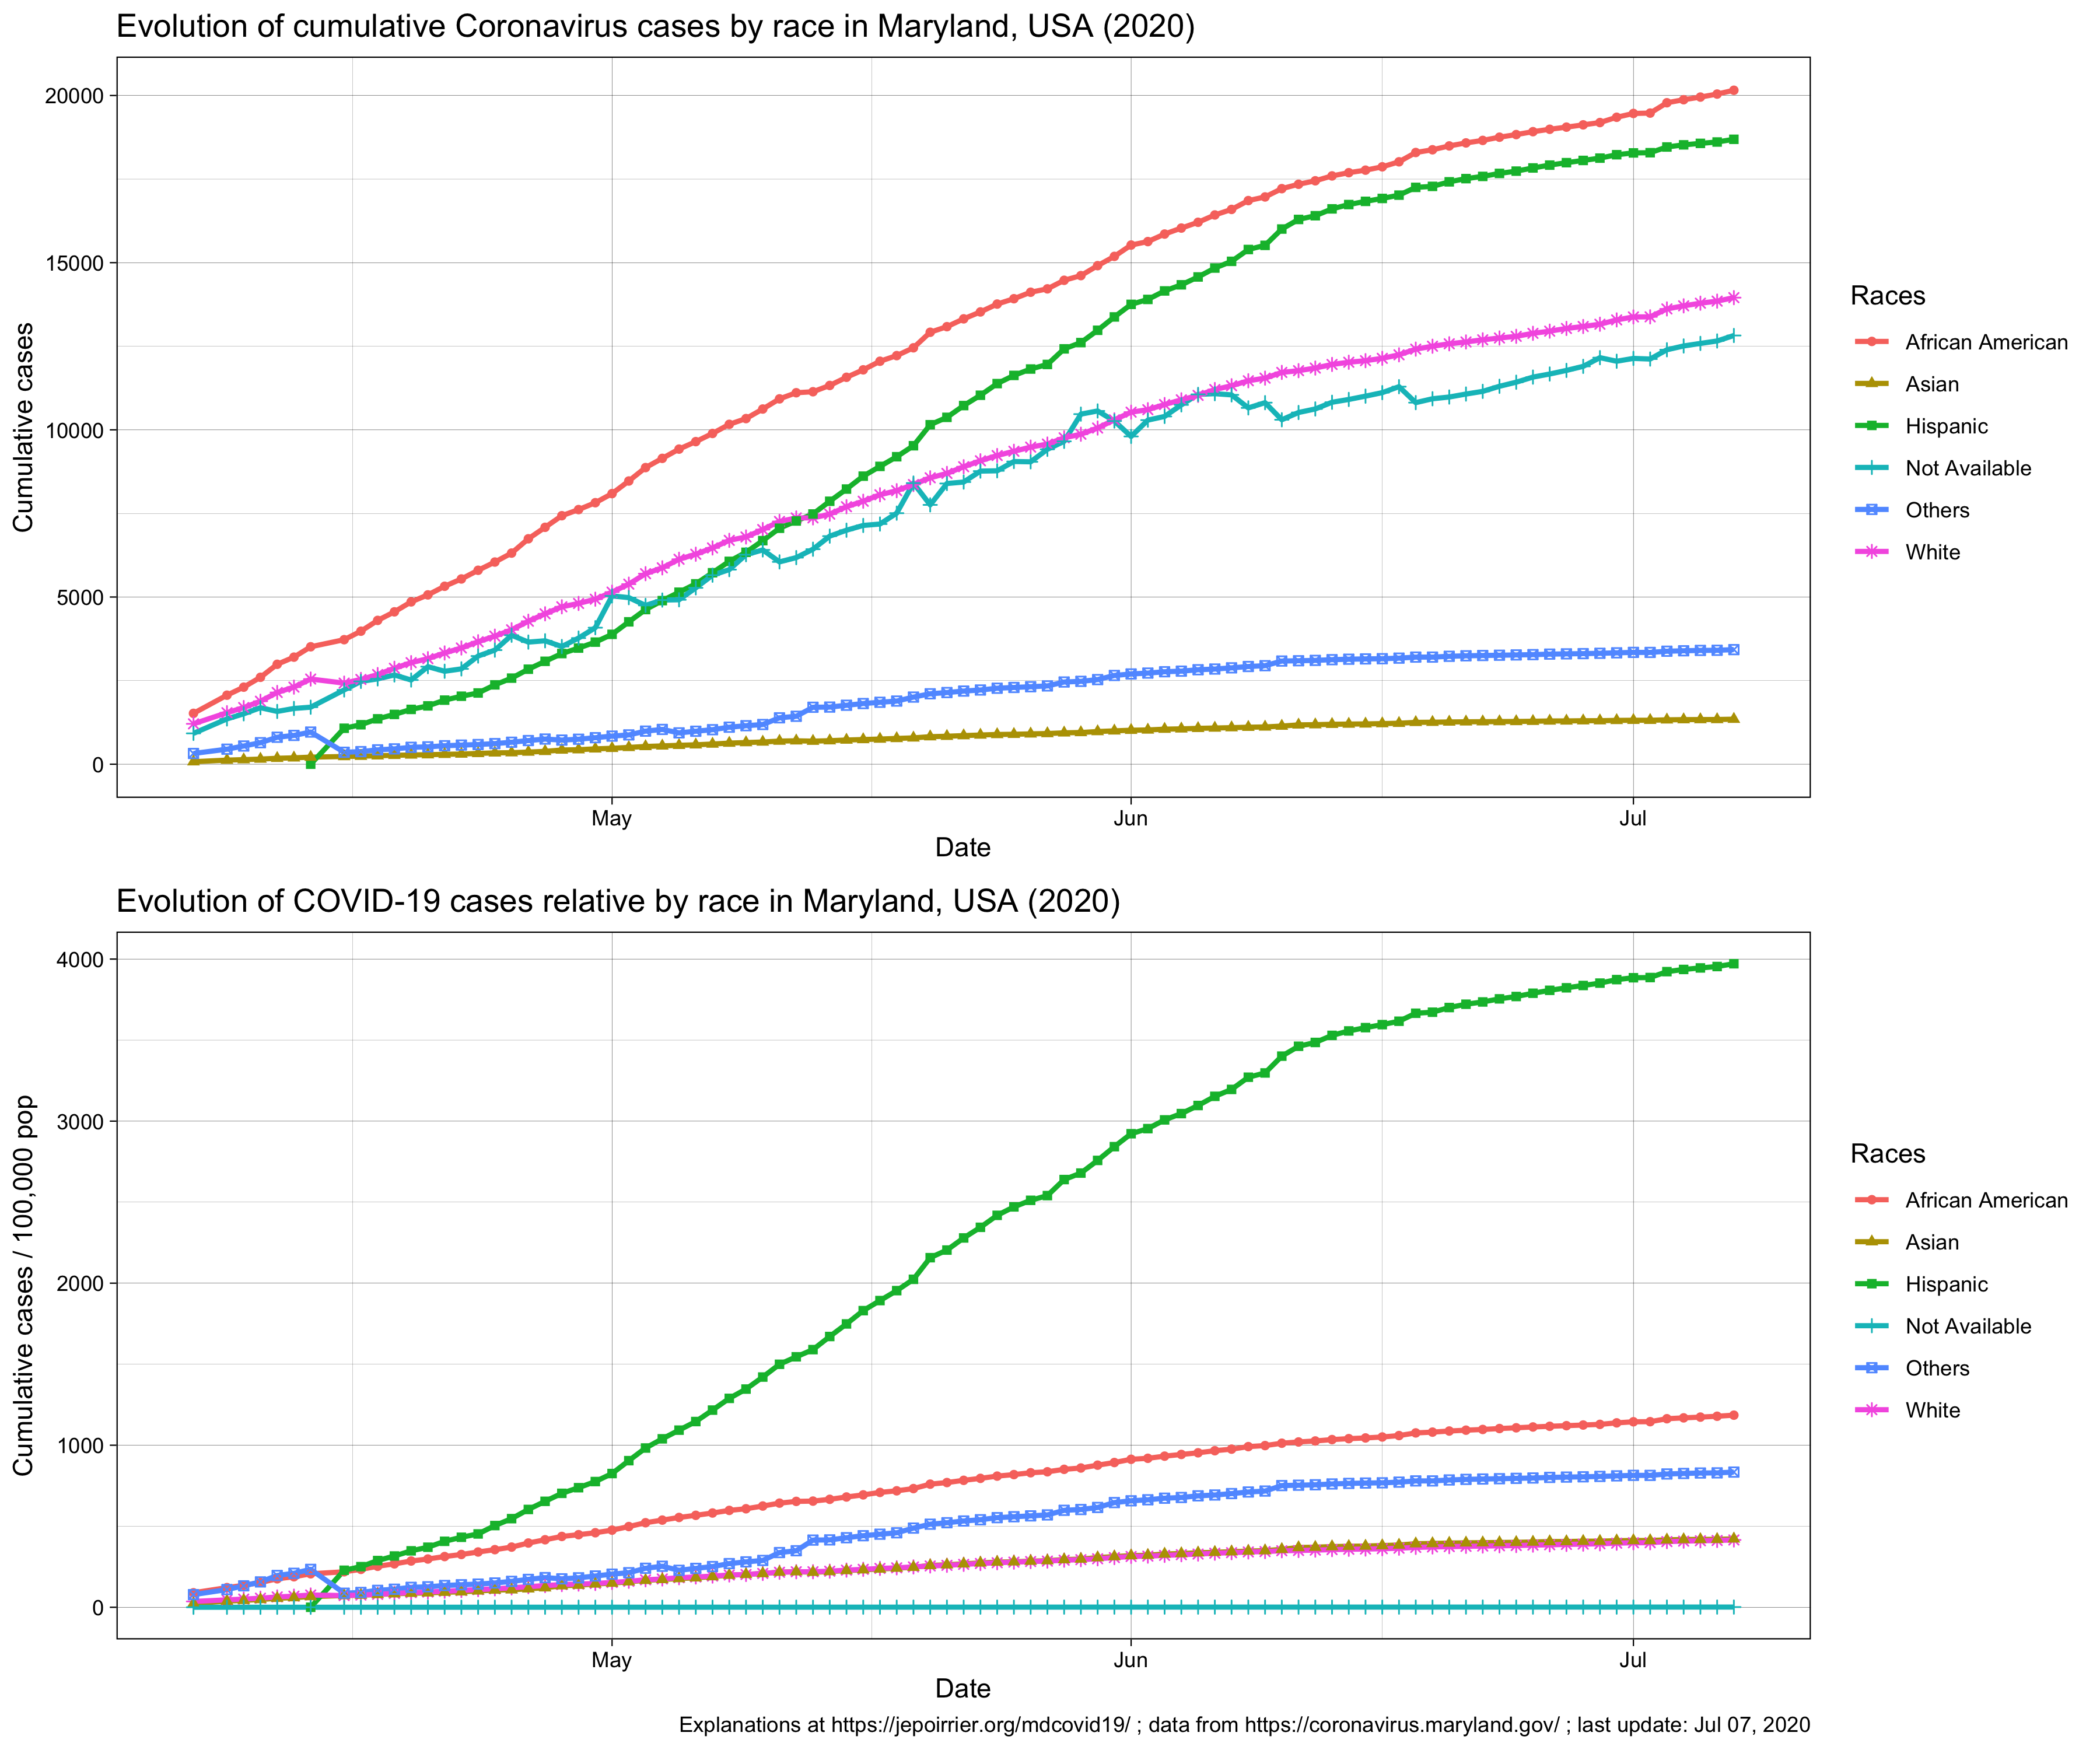 Evolution of cumulative Coronavirus cases by race in Maryland, USA (2020)
Cumulative cases
20000
15000
10000
5000
0
May
Jun
Jul
Date
Races
African American
Asian
Hispanic
Not Available
Others
White
Evolution of COVID-19 cases relative by race in Maryland, USA (2020)
Cumulative cases / 100,000 pop
4000
3000
2000
1000
0
May
Jun
Jul
Date
Races
African American
Asian
Hispanic
Not Available
Others
White
Explanations at https://jepoirrier.org/mdcovid19/ ; data from https://coronavirus.maryland.gov/ ; last update: Jul 07, 2020